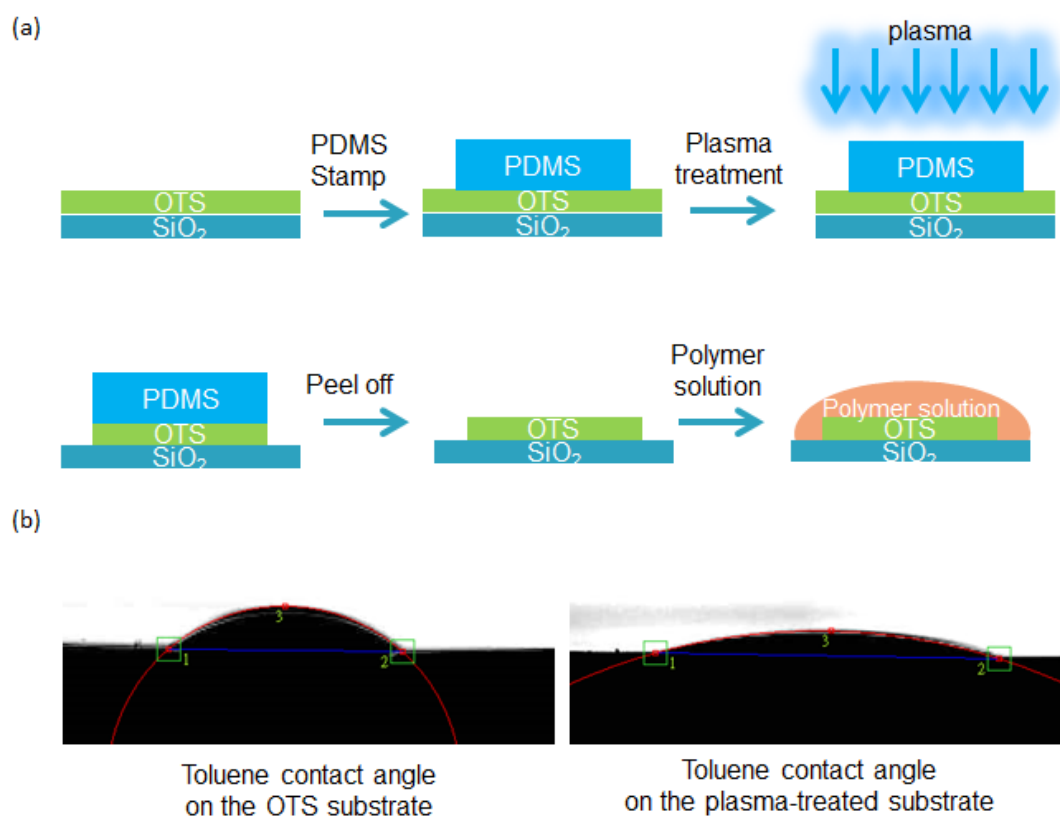 (a)
plasma
PDMS
Stamp
Plasma
treatment
OTS
SiO₂
PDMS
OTS
SiO₂
PDMS
OTS
SiO₂
Peel off
Polymer
solution
PDMS
OTS
SiO₂
OTS
SiO₂
Polymer solution
OTS
SiO₂
(b)
3
1
2
3
1
2
Toluene contact angle
on the OTS substrate
Toluene contact angle
on the plasma-treated substrate